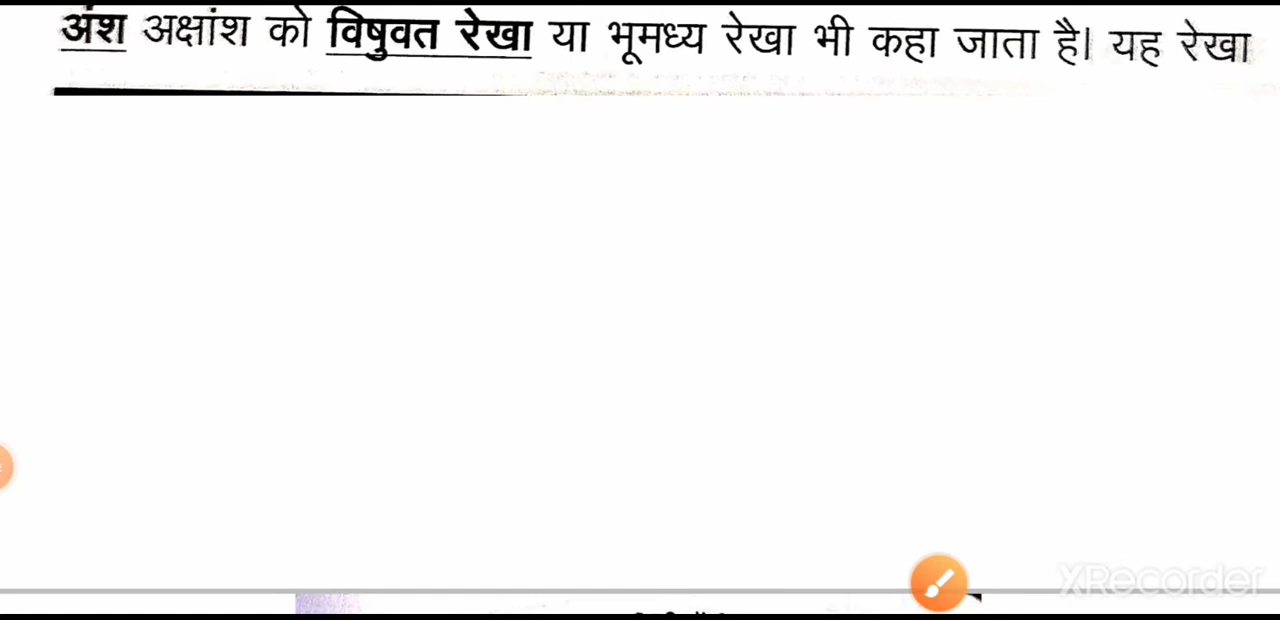 अंश अक्षांश को विषुवत रेखा या भूमध्य रेखा भी कहा जाता है। यह रेखा
XRecorder